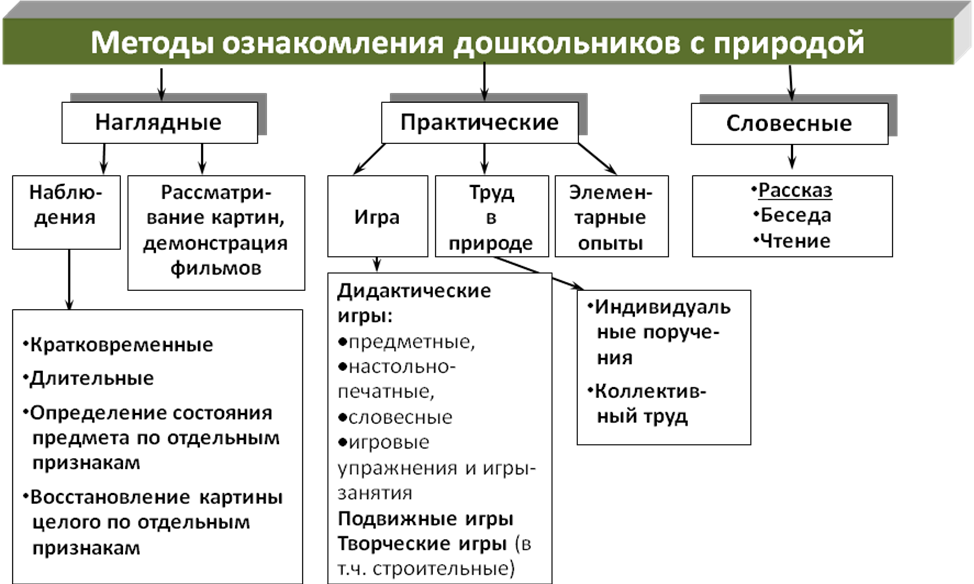 Методы ознакомления дошкольников с природой
Наглядные
Практические
Словесные
Наблю-
дения
Рассматри-
вание картин,
демонстрация
фильмов
Игра
Труд
в
природе
Элемен-
тарные
опыты
•Рассказ
•Беседа
•Чтение
•Кратковременные
•Длительные
•Определение состояния
предмета по отдельным
признакам
•Восстановление картины
целого по отдельным
признакам
Дидактические
игры:
●предметные,
●настольно-
печатные,
●словесные
●игровые
упражнения и игры-
занятия
Подвижные игры
Творческие игры (в
т.ч. строительные)
•Индивидуаль
ные поруче-
ния
•Коллектив-
ный труд